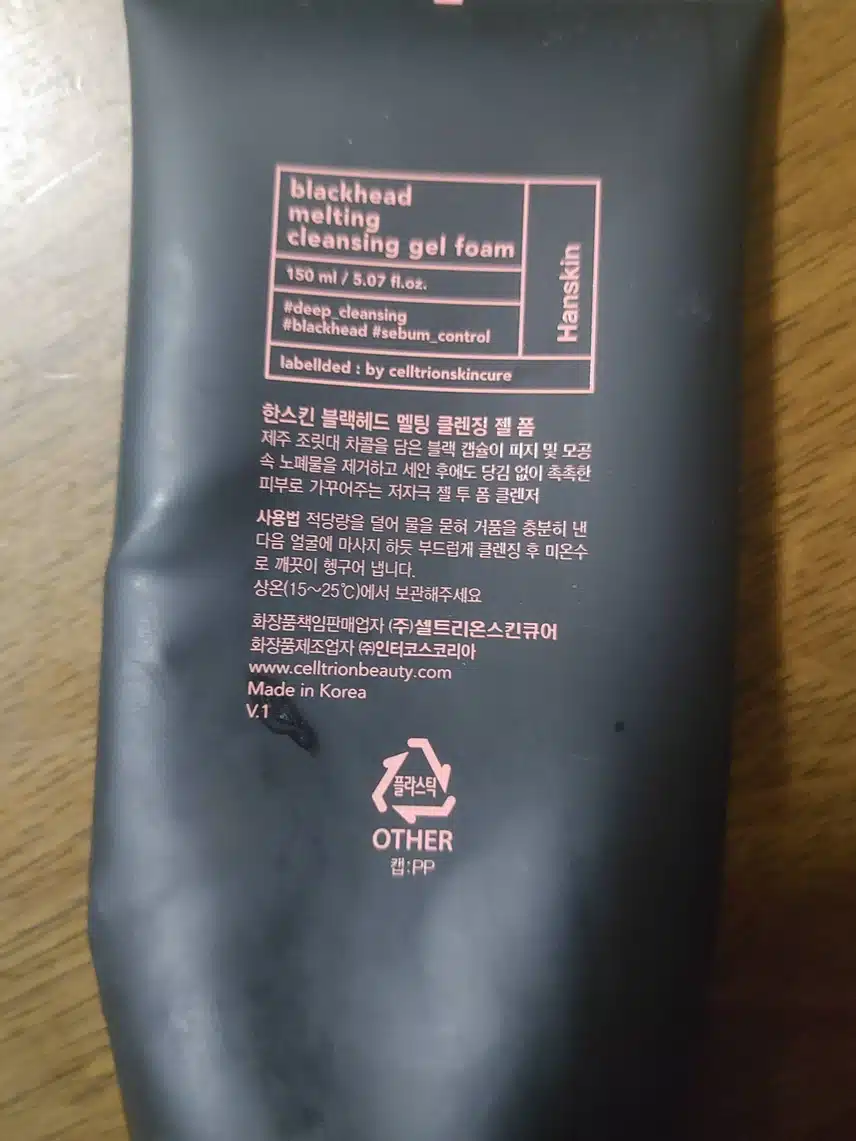 blackhead
melting
cleansing gel foam
Hanskin
150 ml / 5.07 fl.oz.
#deep_cleansing
#blackhead #sebum_control
labellded : by celltrionskincure
한스킨 블랙헤드 멜팅 클렌징 젤 폼
제주 조릿대 차콜을 담은 블랙 캡슐이 피지 및 모공
속 노폐물을 제거하고 세안 후에도 당김 없이 촉촉한
피부로 가꾸어주는 저자극 젤 투 폼 클렌저
사용법 적당량을 덜어 물을 묻혀 거품을 충분히 낸
다음 얼굴에 마사지 하듯 부드럽게 클렌징 후 미온수
로 깨끗이 헹구어 냅니다.
상온(15~25℃)에서 보관해주세요
화장품책임판매업자 (주)셀트리온스킨큐어
화장품제조업자 ㈜인터코스코리아
www.celltrionbeauty.com
Made in Korea
V.1
플라스틱
OTHER
캡:PP